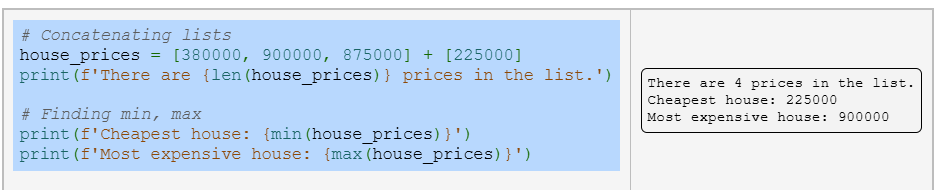 # Concatenating lists
house_prices = [380000, 900000, 875000] + [225000]
print(f'There are {len(house_prices)} prices in the list.')
# Finding min, max
print(f'Cheapest house: {min(house_prices)}')
print(f'Most expensive house: {max(house_prices)}')
There are 4 prices in the list.
Cheapest house: 225000
Most expensive house: 900000